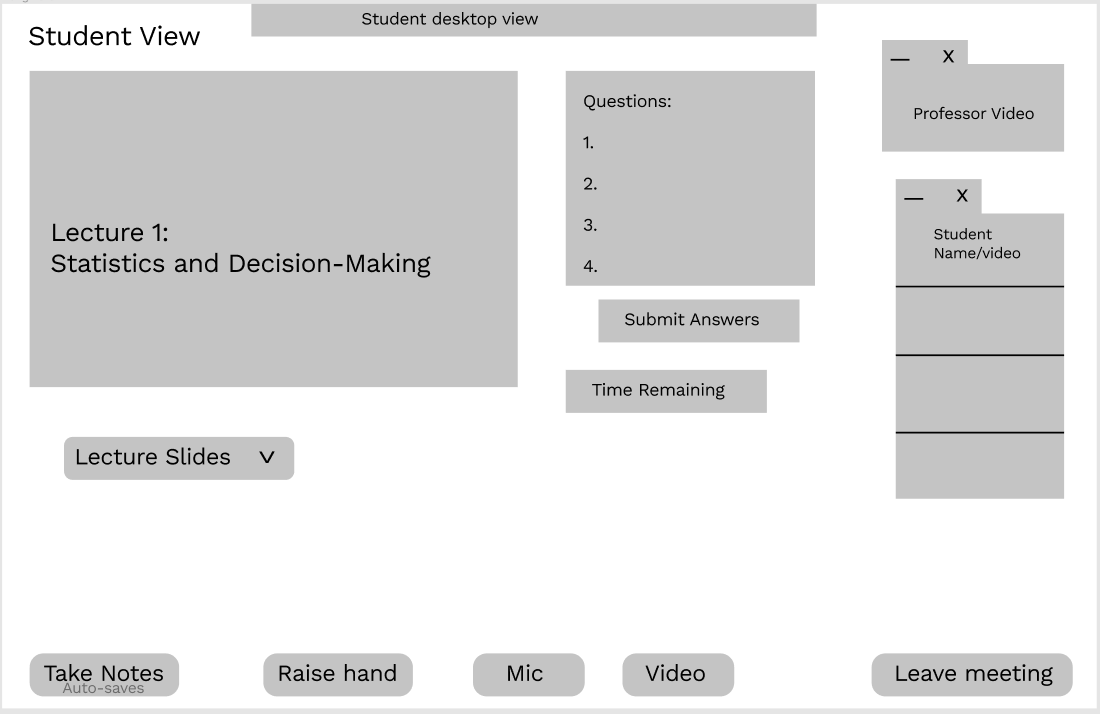 Student desktop view
Student View
— X
Professor Video
Lecture 1:
Statistics and Decision-Making
Questions:
1.
2.
3.
4.
Submit Answers
Time Remaining
— X
Student
Name/video
Lecture Slides V
Take Notes
Auto-saves
Raise hand
Mic
Video
Leave meeting